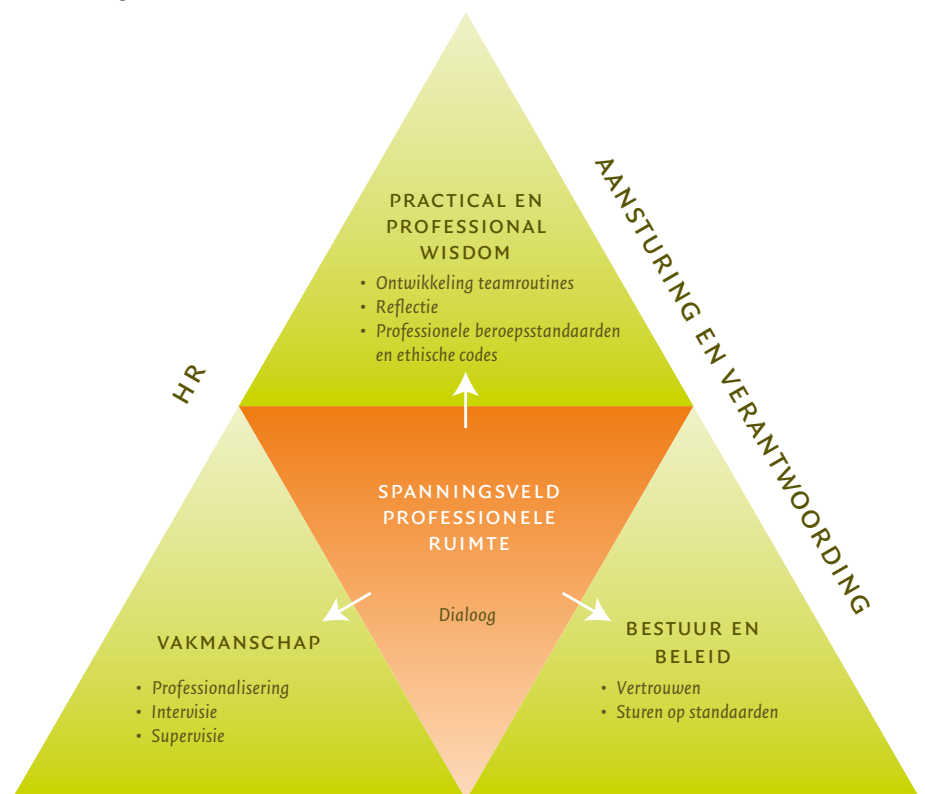 PRACTICAL EN
PROFESSIONAL
WISDOM
• Ontwikkeling teamroutines
• Reflectie
• Professionele beroepsstandaarden
en ethische codes
HR
AANSTURING EN VERANTWOORDING
SPANNINGSVELD
PROFESSIONELE
RUIMTE
Dialoog
VAKMANSCHAP
• Professionalisering
• Intervisie
• Supervisie
BESTUUR EN
BELEID
• Vertrouwen
• Sturen op standaarden